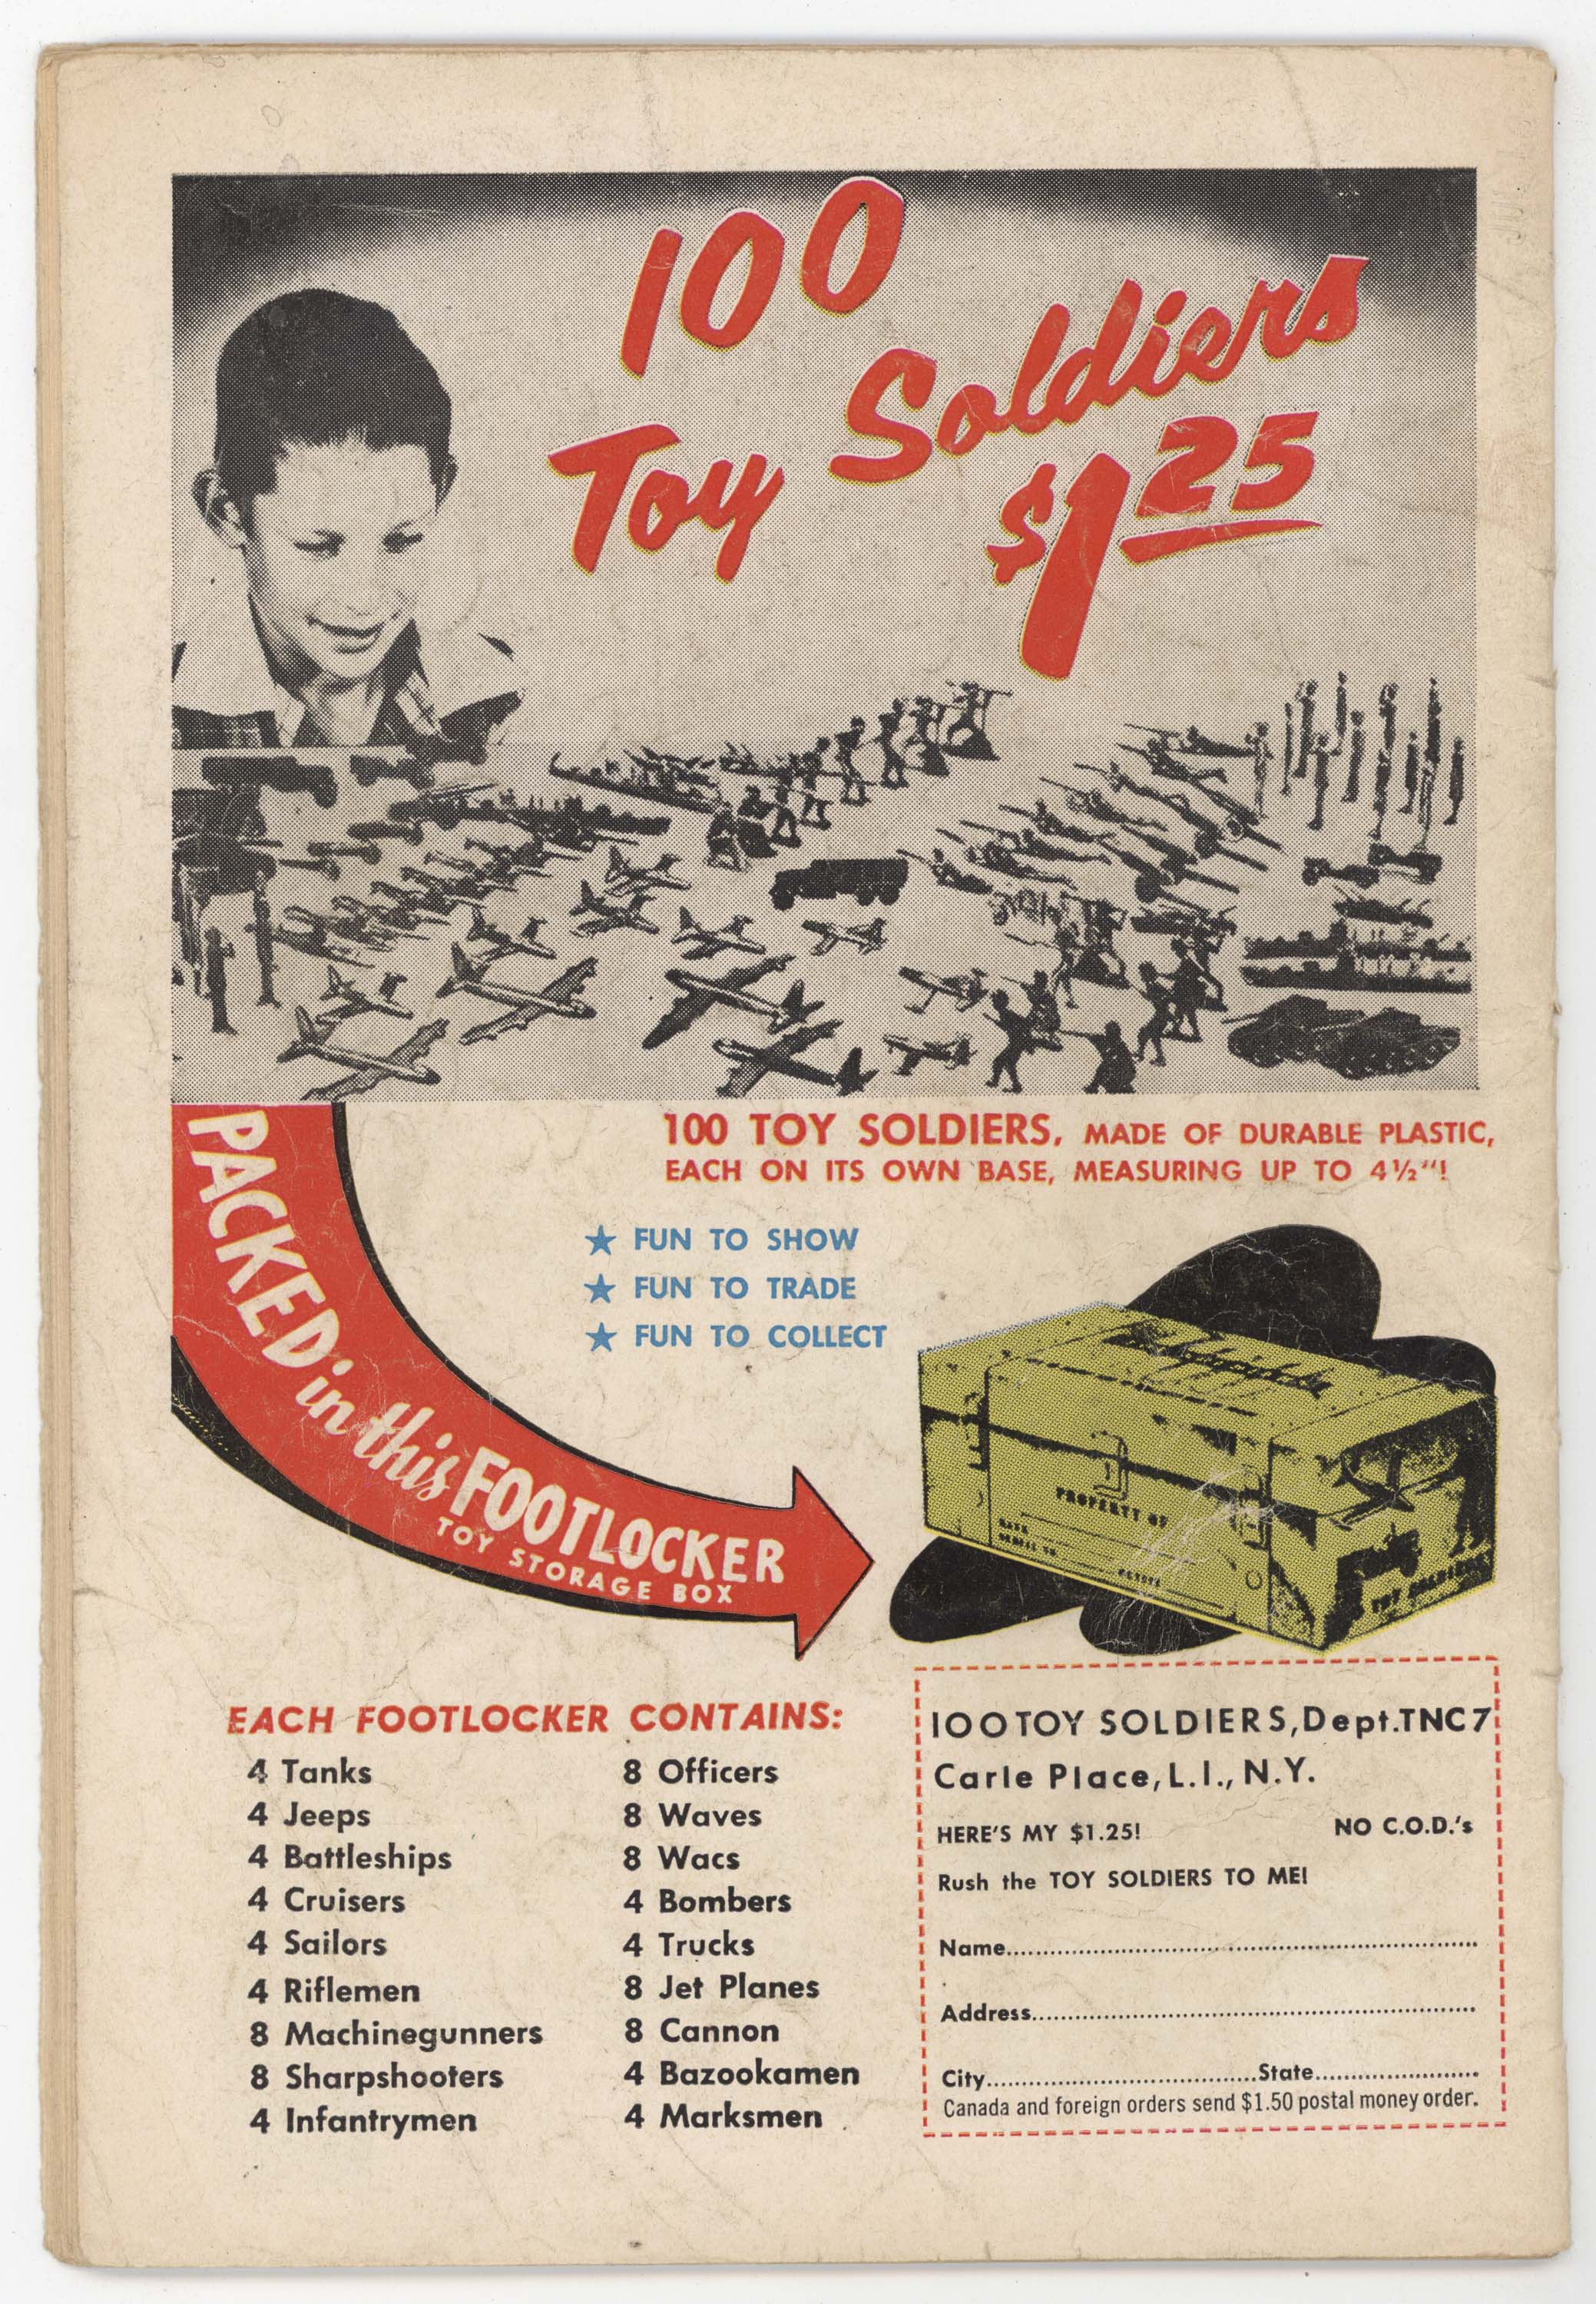 100
Toy Soldiers
$1 25
100 TOY SOLDIERS, MADE OF DURABLE PLASTIC,
EACH ON ITS OWN BASE, MEASURING UP TO 4½"!
PACKED in this FOOTLOCKER
TOY STORAGE BOX
★ FUN TO SHOW
★ FUN TO TRADE
★ FUN TO COLLECT
PROPERTY OF
TOY SOLDIERS
EACH FOOTLOCKER CONTAINS:
4 Tanks
4 Jeeps
4 Battleships
4 Cruisers
4 Sailors
4 Riflemen
8 Machinegunners
8 Sharpshooters
4 Infantrymen
8 Officers
8 Waves
8 Wacs
4 Bombers
4 Trucks
8 Jet Planes
8 Cannon
4 Bazookamen
4 Marksmen
100 TOY SOLDIERS, Dept. TNC7
Carle Place, L.I., N.Y.
HERE'S MY $1.25! NO C.O.D.'s
Rush the TOY SOLDIERS TO ME!
Name
Address
City State
Canada and foreign orders send $1.50 postal money order.